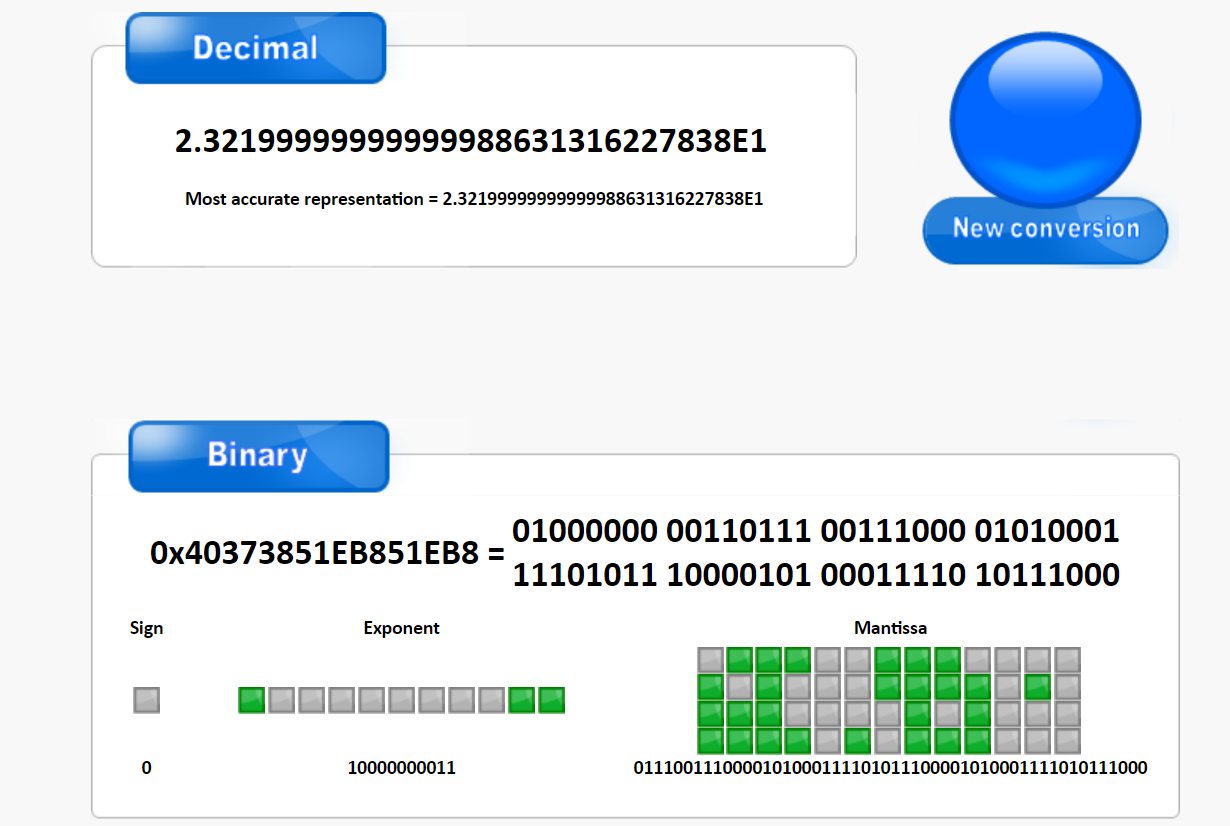 Decimal
2.32199999999999988631316227838E1
Most accurate representation = 2.32199999999999988631316227838E1
New conversion
Binary
0x40373851EB851EB8 =
01000000 00110111 00111000 01010001
11101011 10000101 00011110 10111000
Sign Exponent Mantissa
0 10000000011 0111001110000101000111101011100001010001111010111000